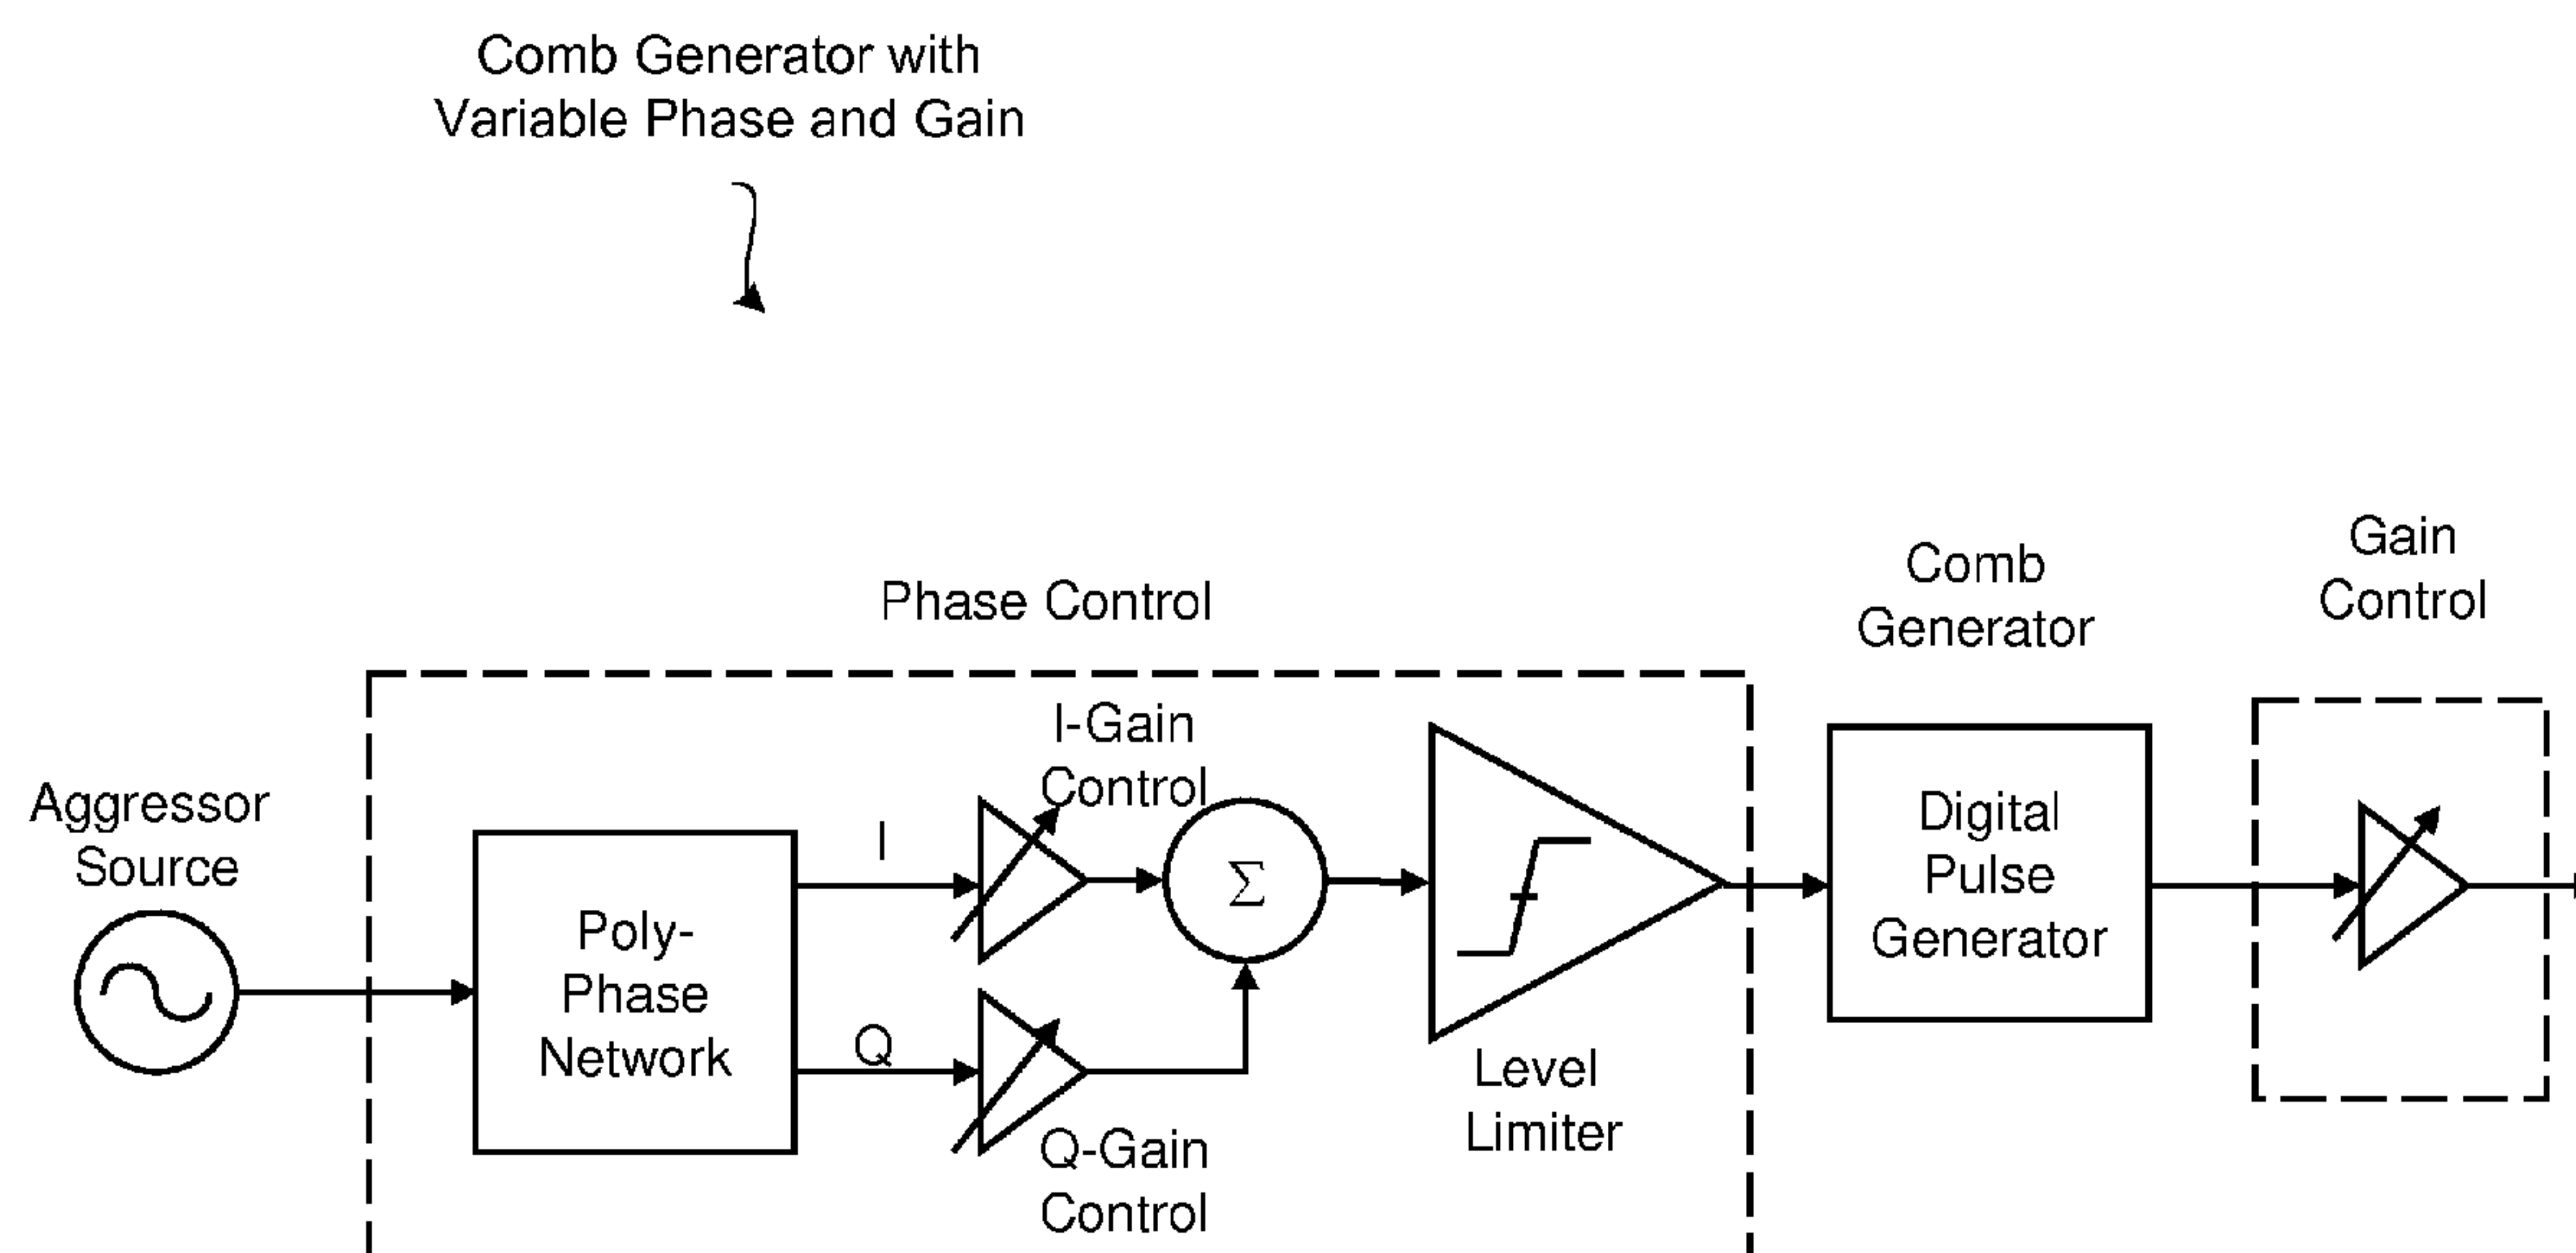 Comb Generator with
Variable Phase and Gain
Phase Control
Comb
Generator
Gain
Control
Aggressor
Source
Poly-
Phase
Network
I
Q
I-Gain
Control
Q-Gain
Control
Σ
Level
Limiter
Digital
Pulse
Generator